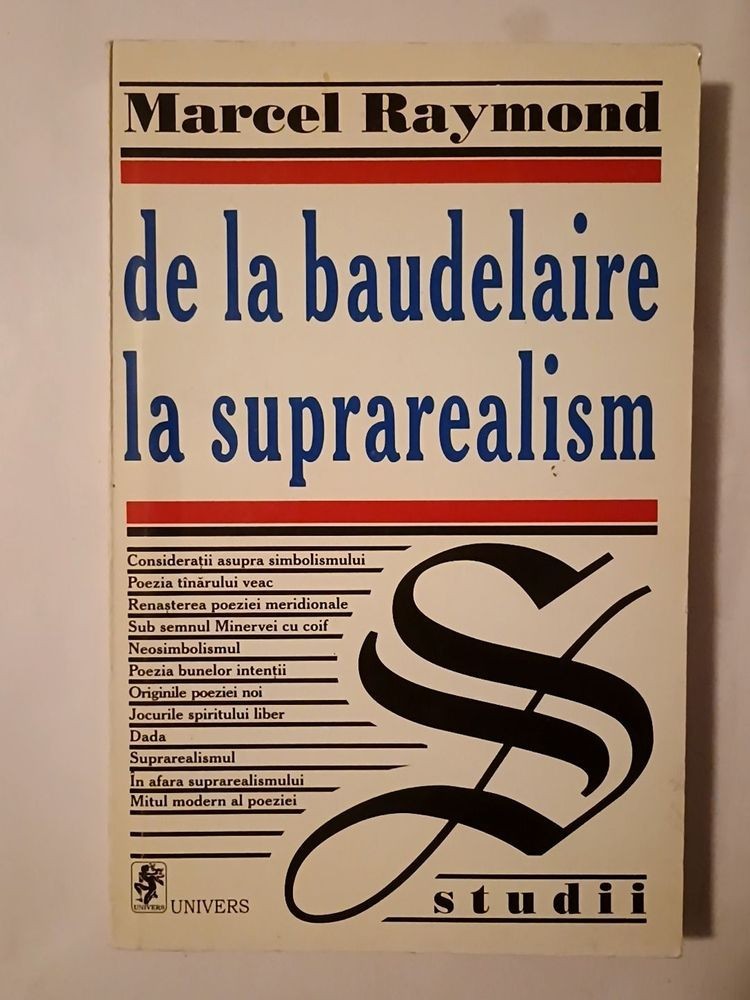 Marcel Raymond
de la baudelaire
la suprarealism
Considerații asupra simbolismului
Poezia tînărului veac
Renașterea poeziei meridionale
Sub semnul Minervei cu coif
Neosimbolismul
Poezia bunelor intenții
Originile poeziei noi
Jocurile spiritului liber
Dada
Suprarealismul
În afara suprarealismului
Mitul modern al poeziei
S
UNIVERS
UNIVERS
studii